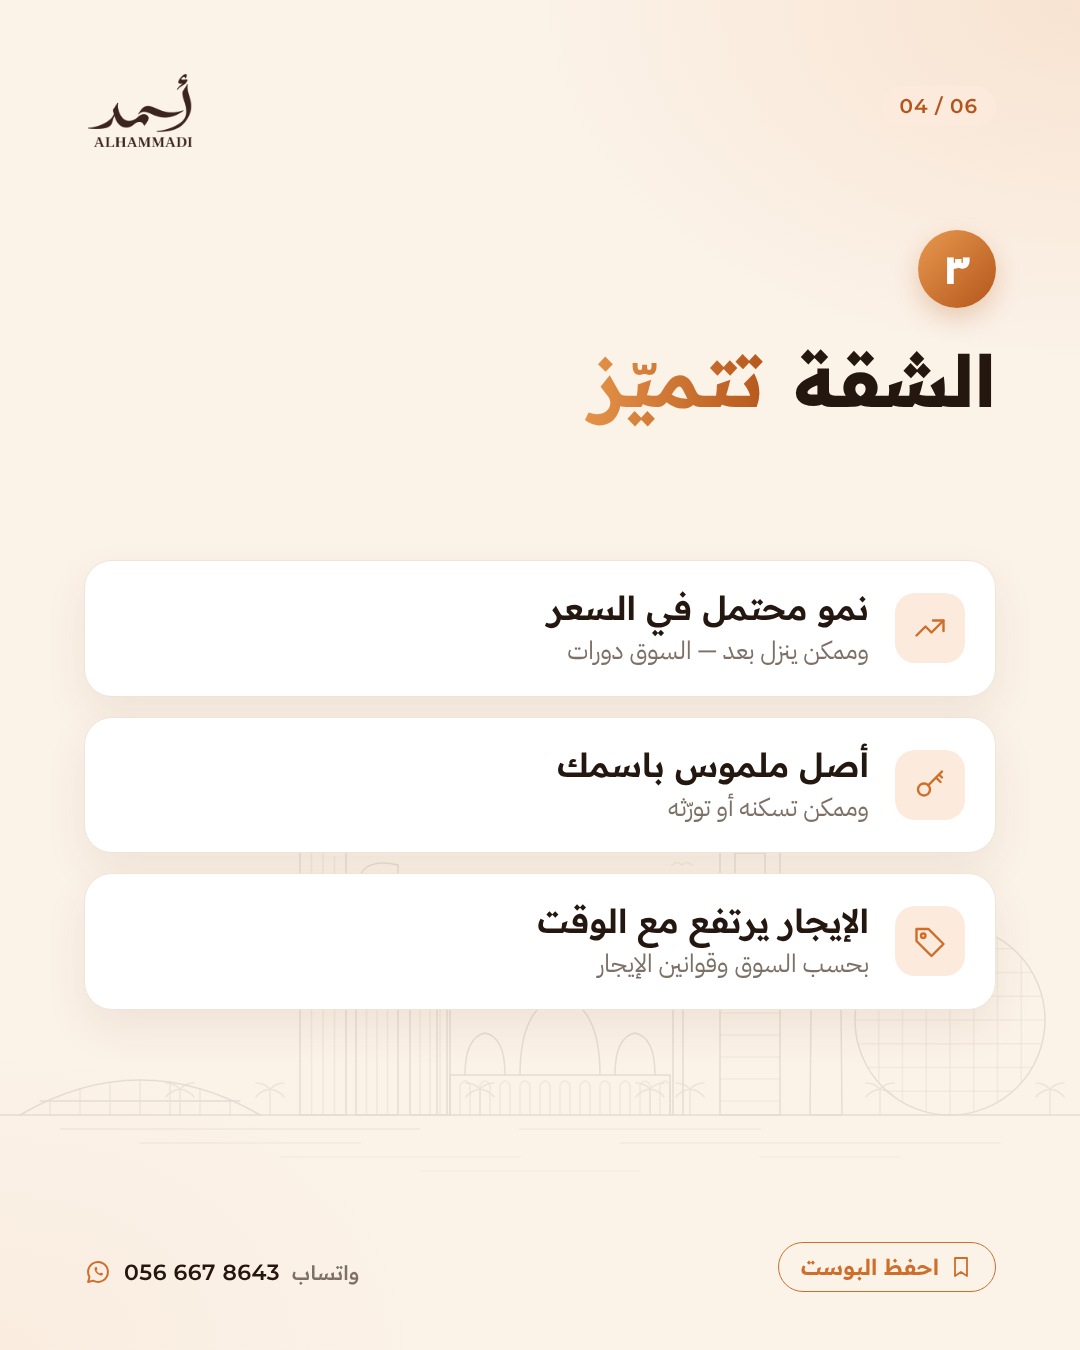 أحمد
ALHAMMADI
04 / 06
٣
الشقة تتميّز
نمو محتمل في السعر
وممكن ينزل بعد — السوق دورات
أصل ملموس باسمك
وممكن تسكنه أو تورّثه
الإيجار يرتفع مع الوقت
بحسب السوق وقوانين الإيجار
احفظ البوست
واتساب 056 667 8643